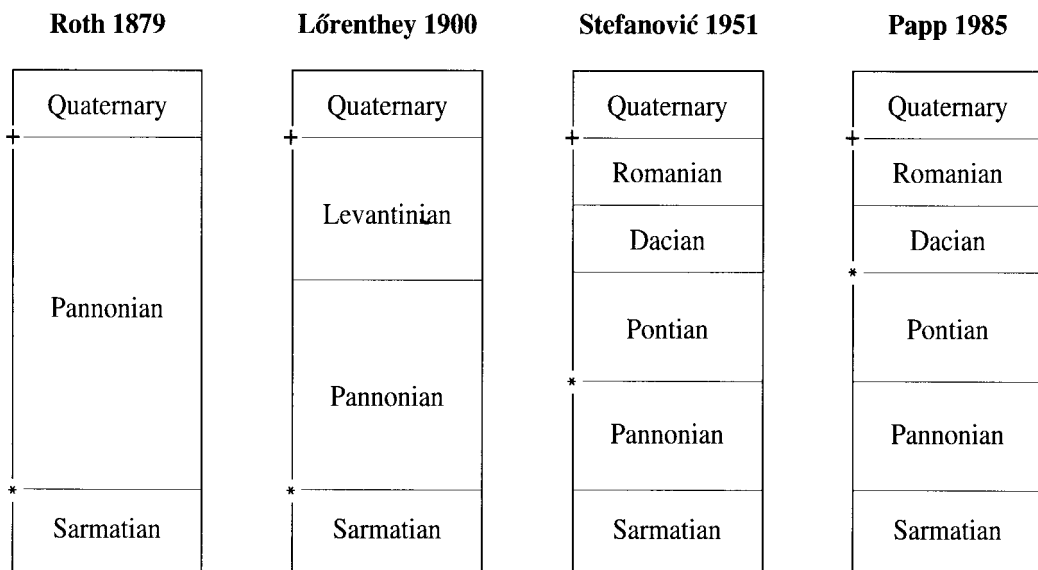 Roth 1879
Quaternary
+
Pannonian
*
Sarmatian
Lőrenthey 1900
Quaternary
+
Levantinian
Pannonian
*
Sarmatian
Stefanović 1951
Quaternary
+
Romanian
Dacian
Pontian
*
Pannonian
Sarmatian
Papp 1985
Quaternary
+
Romanian
Dacian
*
Pontian
Pannonian
Sarmatian